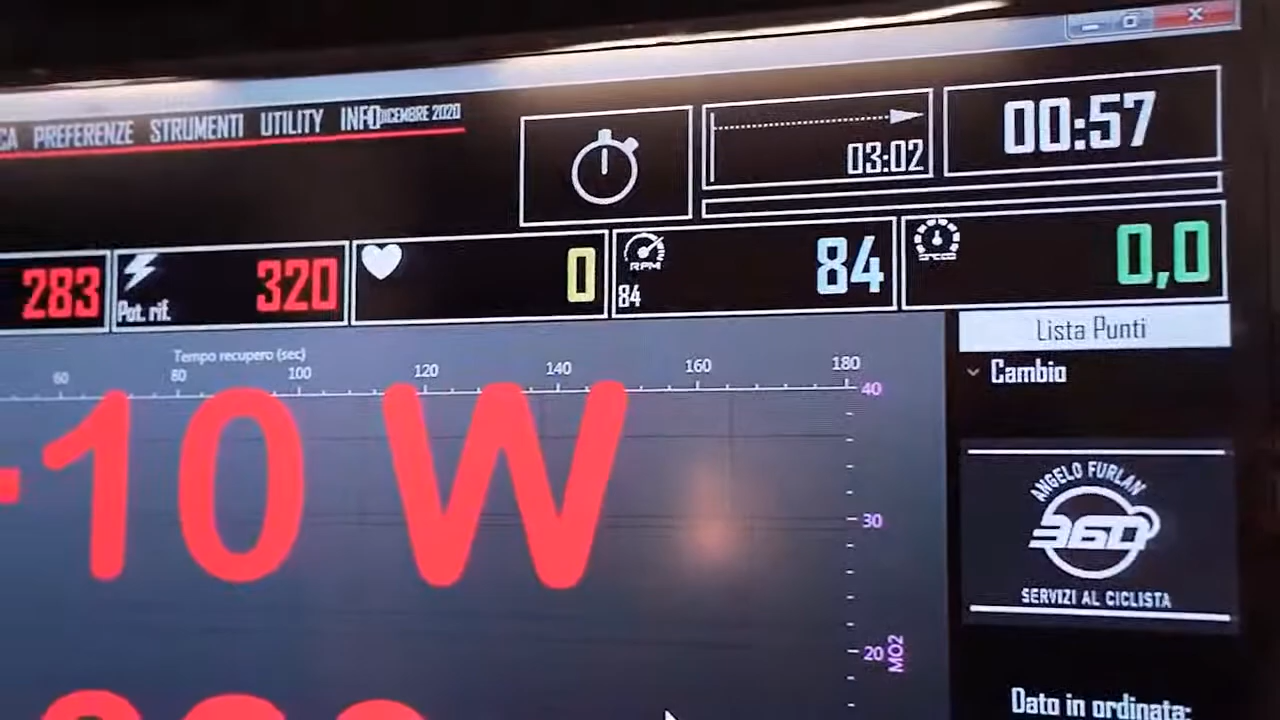 PREFERENZE STRUMENTI UTILITY INFO DICEMBRE 2020
03:02
00:57
283
Pot. rif.
320
0
RPM
84
84
0,0
Tempo recupero (sec)
60 80 100 120 140 160 180
10 W
40
30
20
MO2
Lista Punti
Cambio
ANGELO FURLAN
360
SERVIZI AL CICLISTA
Dato in ordinata: